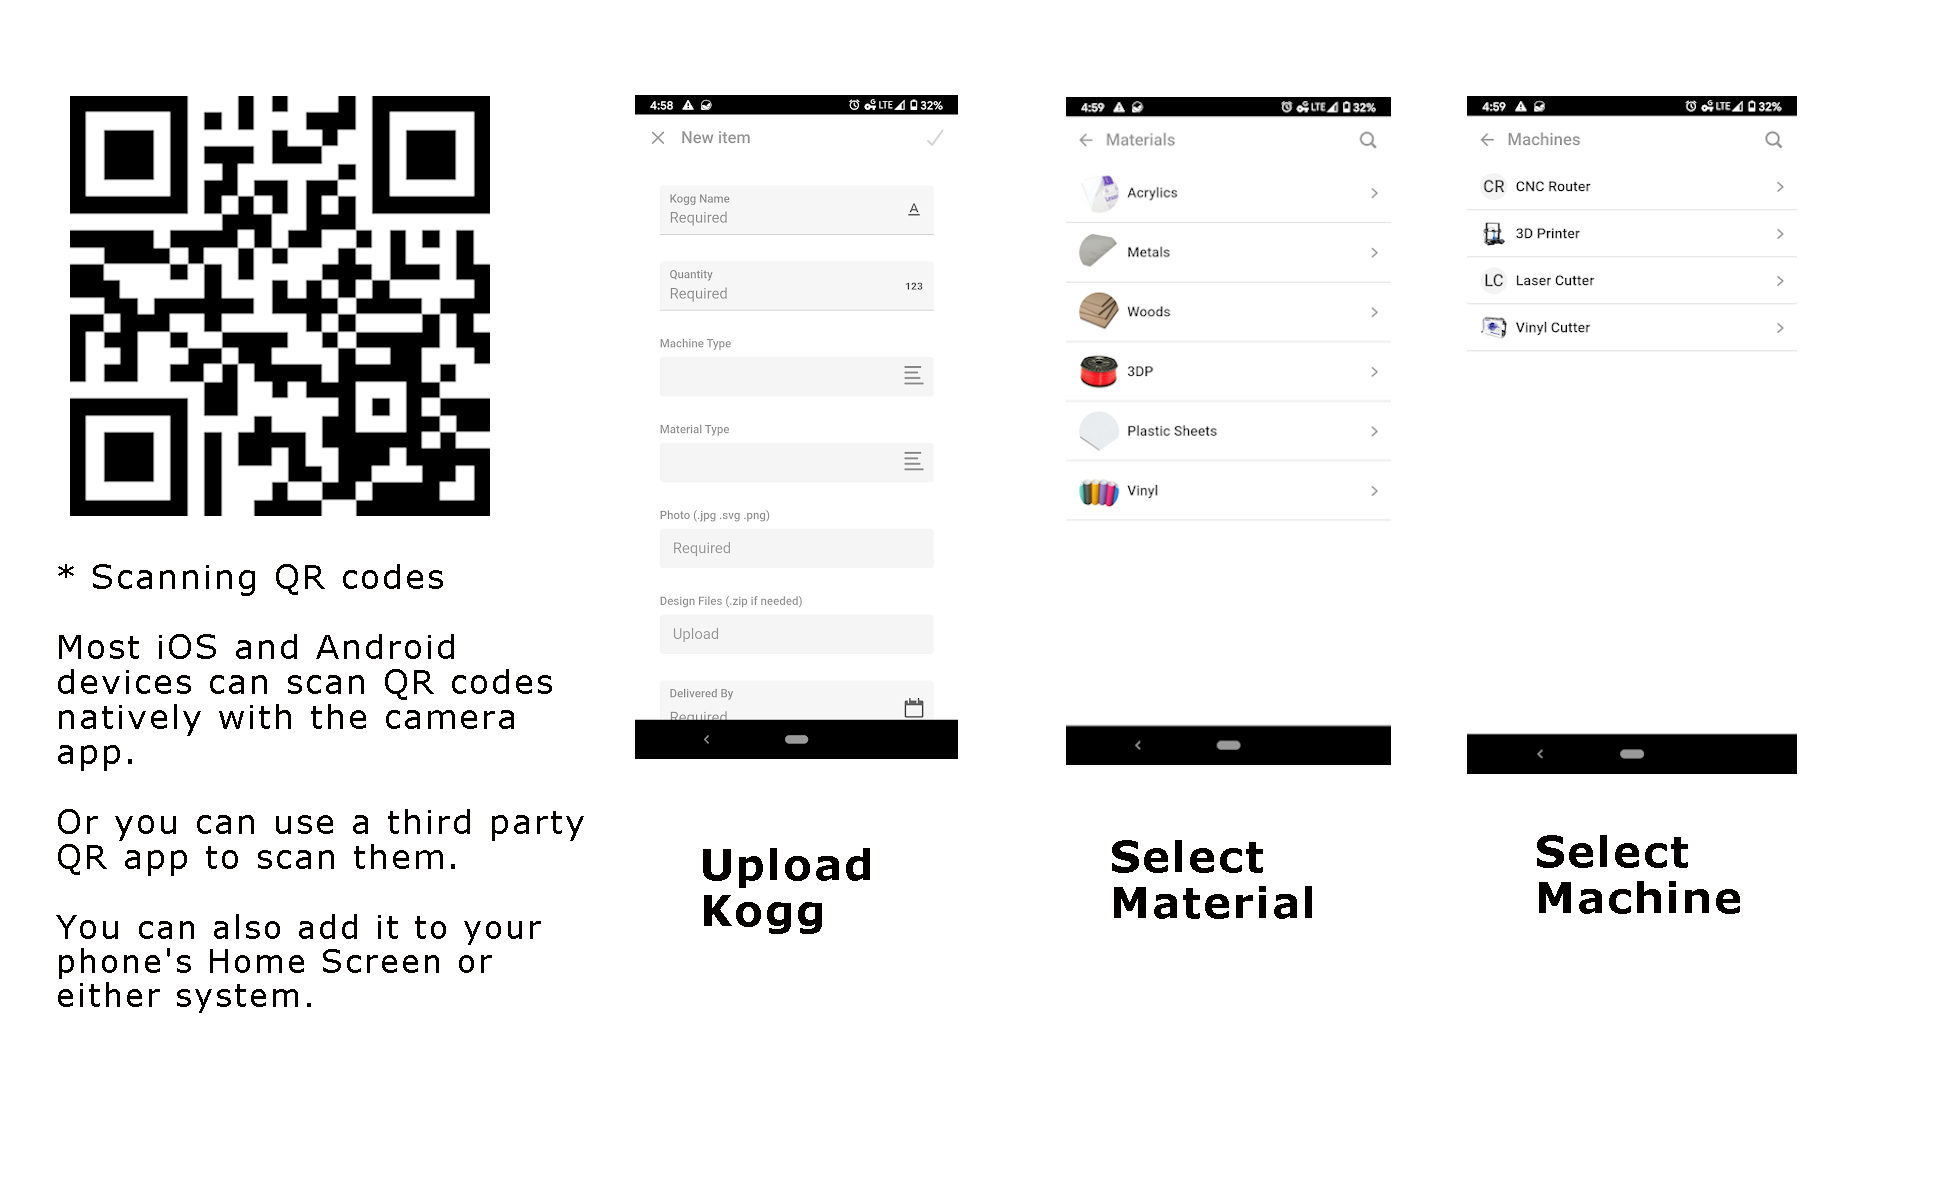 * Scanning QR codes
Most iOS and Android
devices can scan QR codes
natively with the camera
app.
Or you can use a third party
QR app to scan them.
You can also add it to your
phone's Home Screen or
either system.
4:58 LTE 32%
New item
Kogg Name
Required
A
Quantity
Required
123
Machine Type
Material Type
Photo (.jpg .svg .png)
Required
Design Files (.zip if needed)
Upload
Delivered By
Required
Upload
Kogg
4:59 LTE 32%
Materials
Acrylics
Metals
Woods
3DP
Plastic Sheets
Vinyl
Select
Material
4:59 LTE 32%
Machines
CR CNC Router
3D Printer
LC Laser Cutter
Vinyl Cutter
Select
Machine